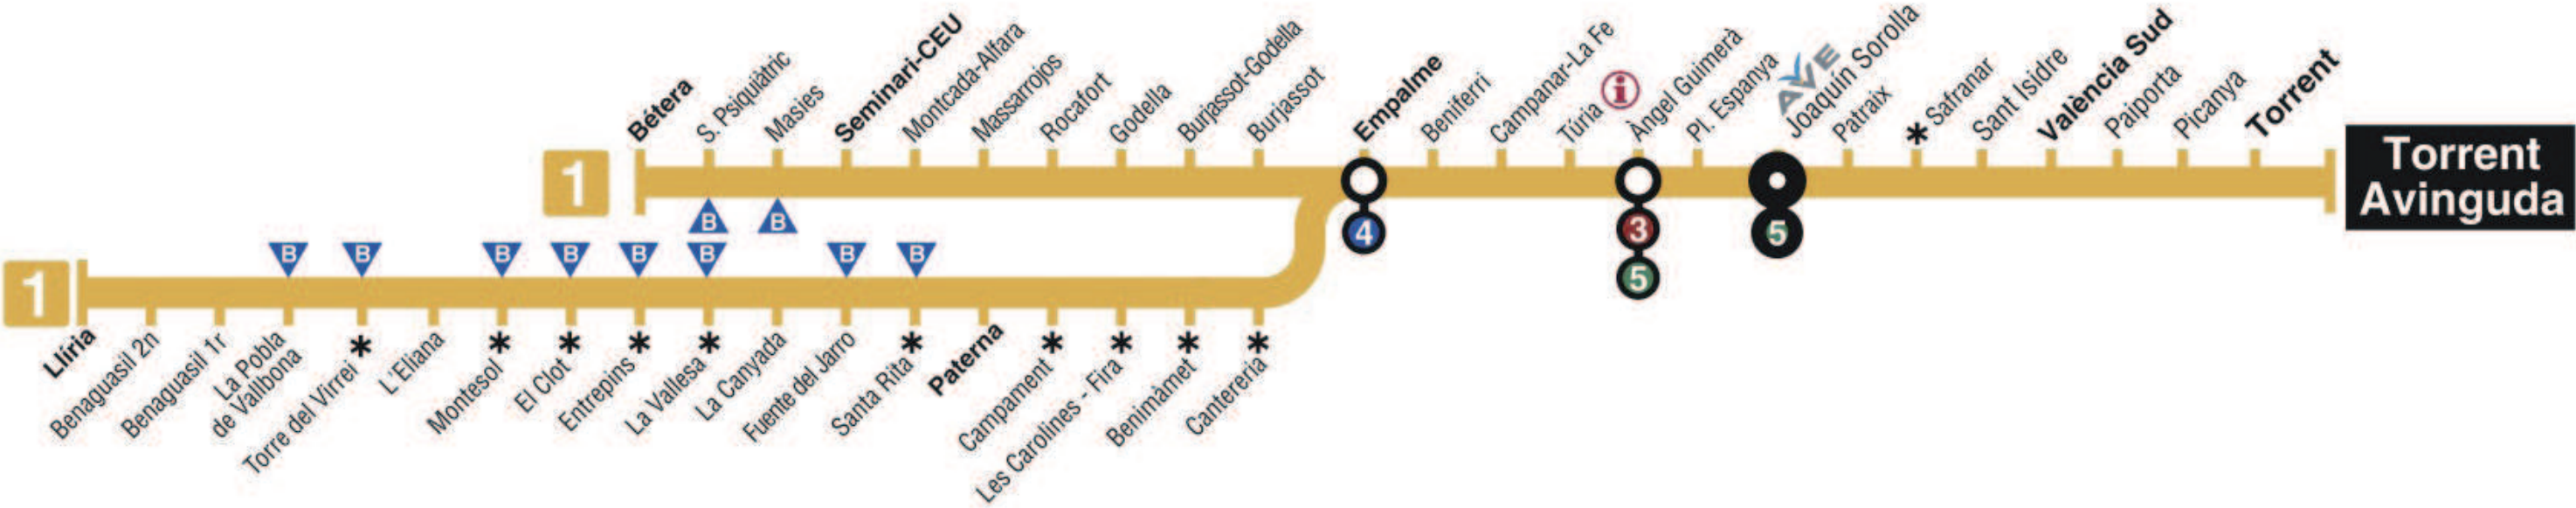 1
Bétera
S. Psiquiàtric
Masies
Seminari-CEU
Montcada-Alfara
Massarrojos
Rocafort
Godella
Burjassot-Godella
Burjassot
Empalme
Beniferri
Campanar-La Fe
Túria
i
Àngel Guimerà
Pl. Espanya
AVE
Joaquín Sorolla
Patraix
* Safranar
Sant Isidre
València Sud
Paiporta
Picanya
Torrent
Torrent
Avinguda
B
B
4
3
5
5
B
B
B
B
B
B
B
B
1
Llíria
Benaguasil 2n
Benaguasil 1r
La Pobla
de Vallbona
Torre del Virrei *
L'Eliana
Montesol *
El Clot *
Entrepins *
La Vallesa *
La Canyada
Fuente del Jarro
Santa Rita *
Paterna
Campament *
Les Carolines - Fira *
Benimàmet *
Cantereria *